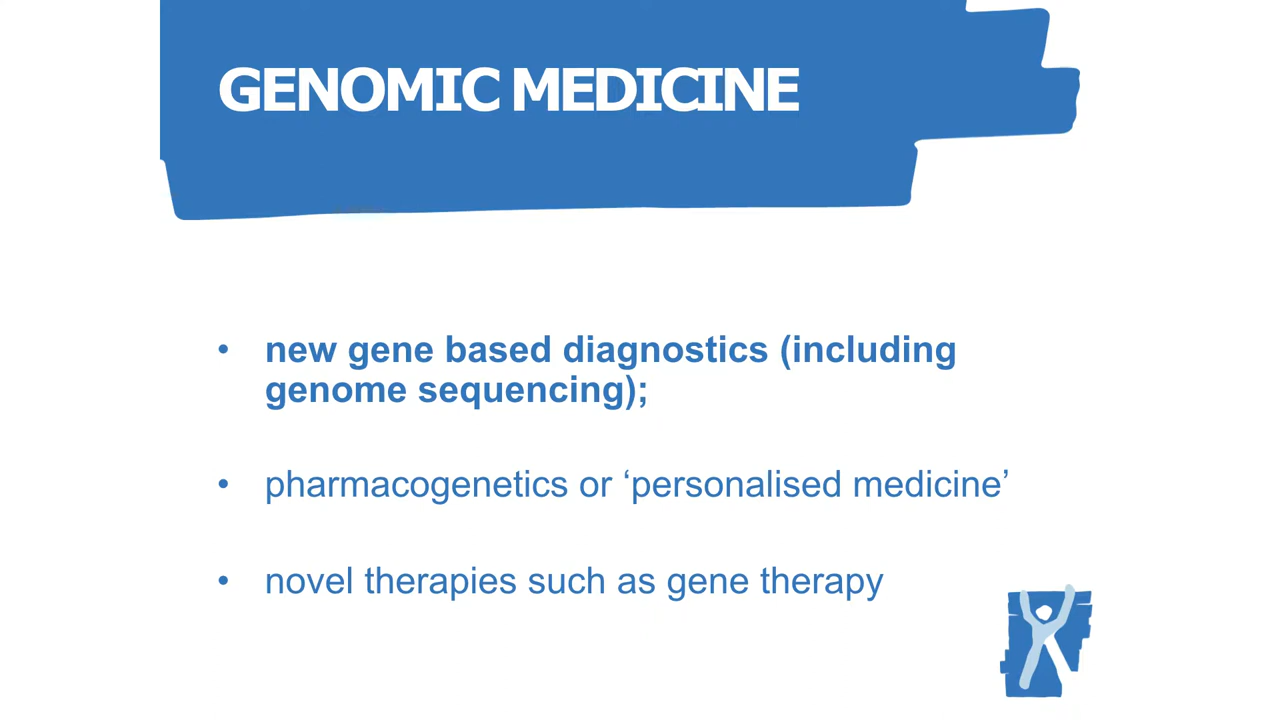 GENOMIC MEDICINE
• new gene based diagnostics (including
genome sequencing);
• pharmacogenetics or ‘personalised medicine’
• novel therapies such as gene therapy